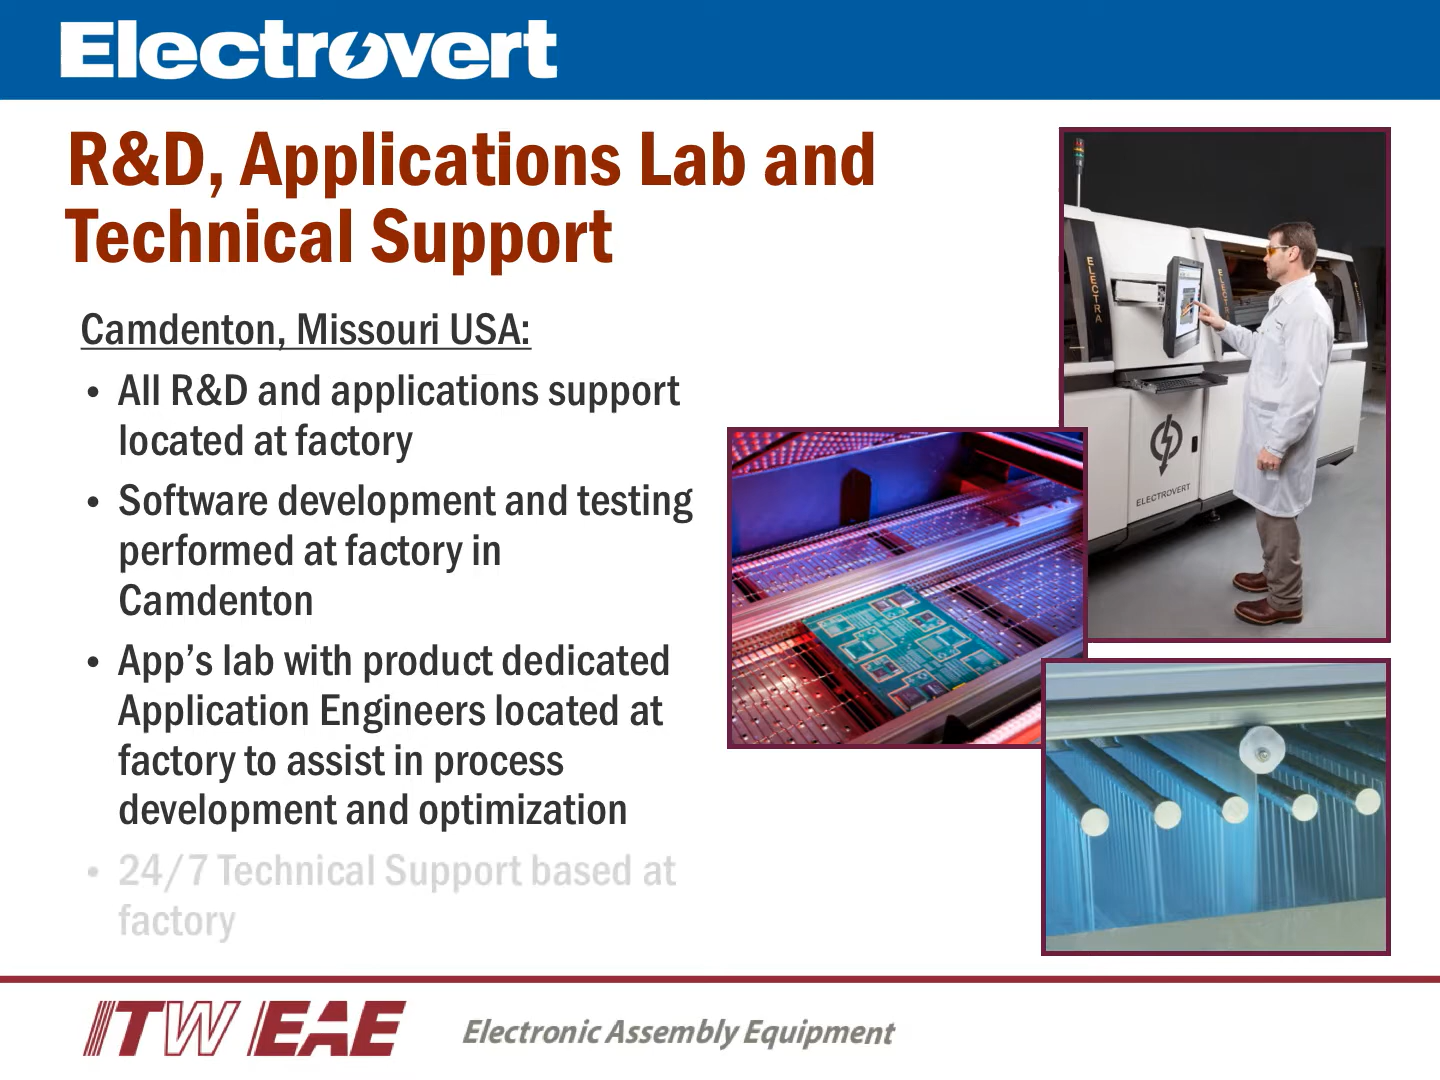 Electrovert
R&D, Applications Lab and
Technical Support
Camdenton, Missouri USA:
• All R&D and applications support
located at factory
• Software development and testing
performed at factory in
Camdenton
• App’s lab with product dedicated
Application Engineers located at
factory to assist in process
development and optimization
• 24/7 Technical Support based at
factory
ELECTRA
ELECTRA
ELECTROVERT
ITW EAE
Electronic Assembly Equipment